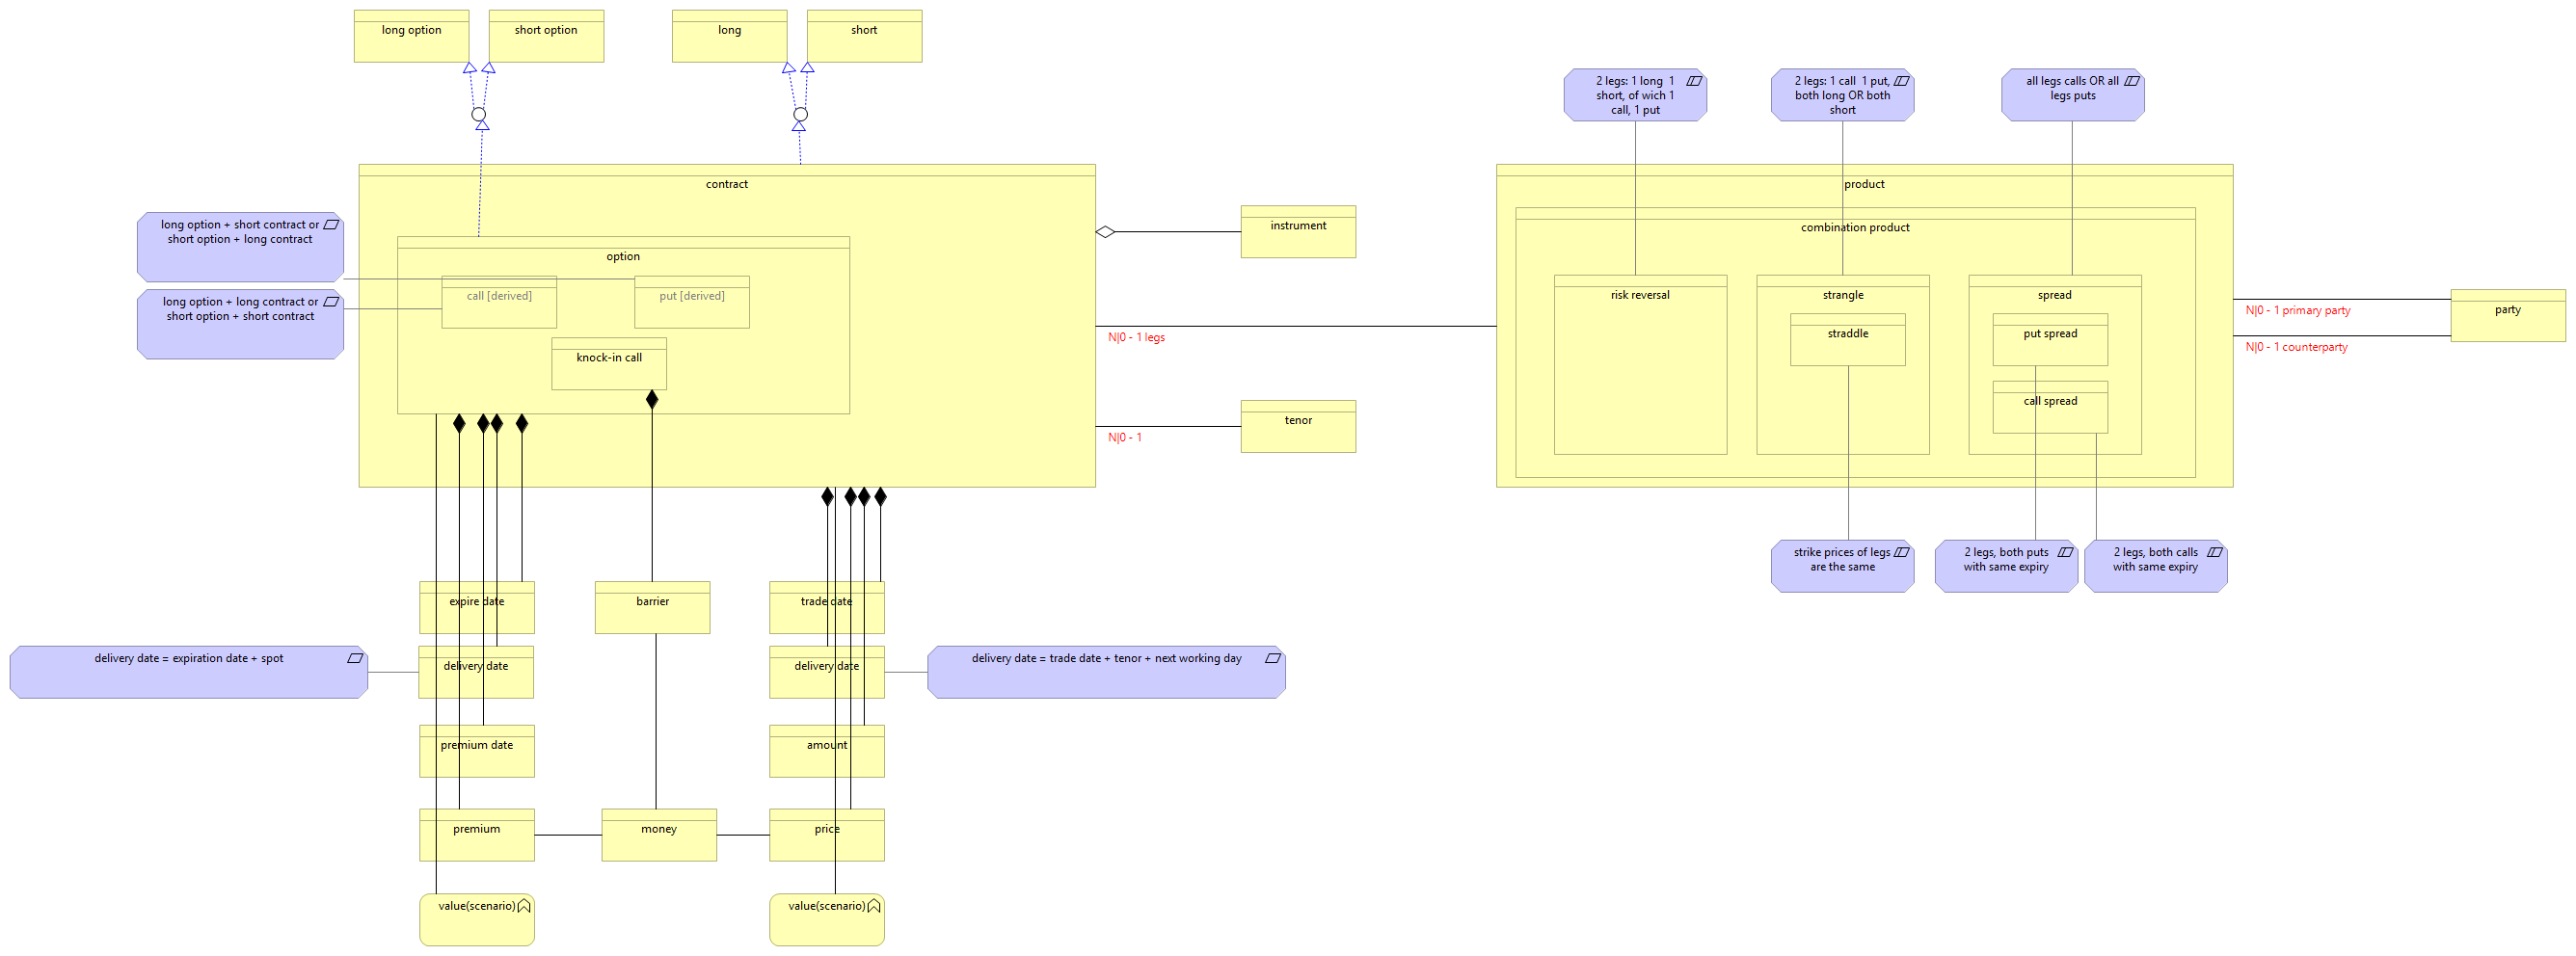 long option
short option
long
short
2 legs: 1 long 1
short, of wich 1
call, 1 put
2 legs: 1 call 1 put,
both long OR both
short
all legs calls OR all
legs puts
contract
product
long option + short contract or
short option + long contract
instrument
combination product
option
call [derived]
put [derived]
risk reversal
strangle
spread
long option + long contract or
short option + short contract
N|0 - 1 primary party
party
N|0 - 1 legs
straddle
put spread
N|0 - 1 counterparty
knock-in call
call spread
tenor
N|0 - 1
strike prices of legs
are the same
2 legs, both puts
with same expiry
2 legs, both calls
with same expiry
expire date
barrier
trade date
delivery date = expiration date + spot
delivery date
delivery date
delivery date = trade date + tenor + next working day
premium date
amount
premium
money
price
value(scenario)
value(scenario)